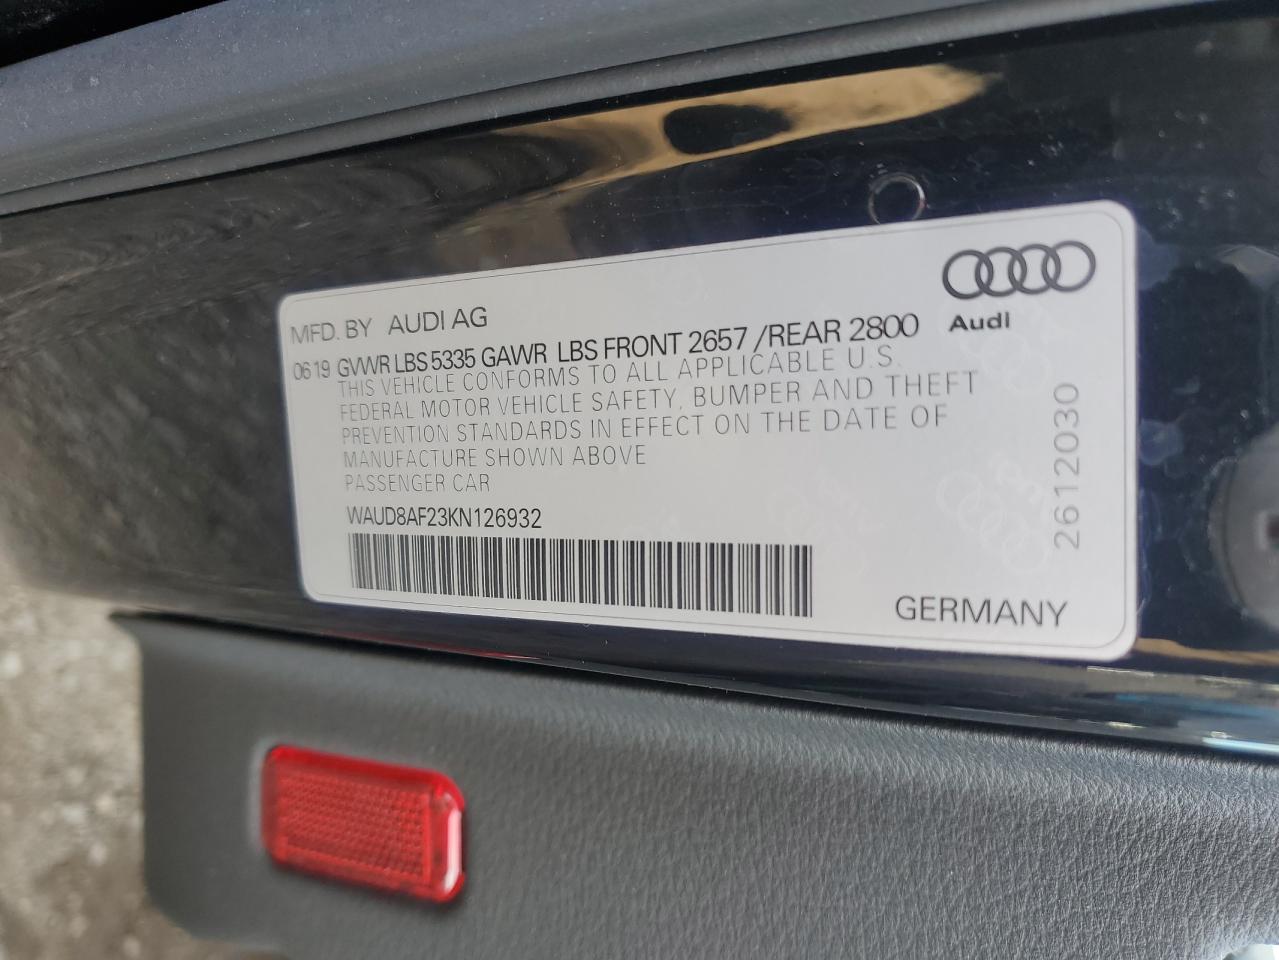 MFD. BY AUDI AG
Audi
0619 GVWR LBS 5335 GAWR LBS FRONT 2657 /REAR 2800
THIS VEHICLE CONFORMS TO ALL APPLICABLE U.S.
FEDERAL MOTOR VEHICLE SAFETY, BUMPER AND THEFT
PREVENTION STANDARDS IN EFFECT ON THE DATE OF
MANUFACTURE SHOWN ABOVE
PASSENGER CAR
WAUD8AF23KN126932
2612030
GERMANY